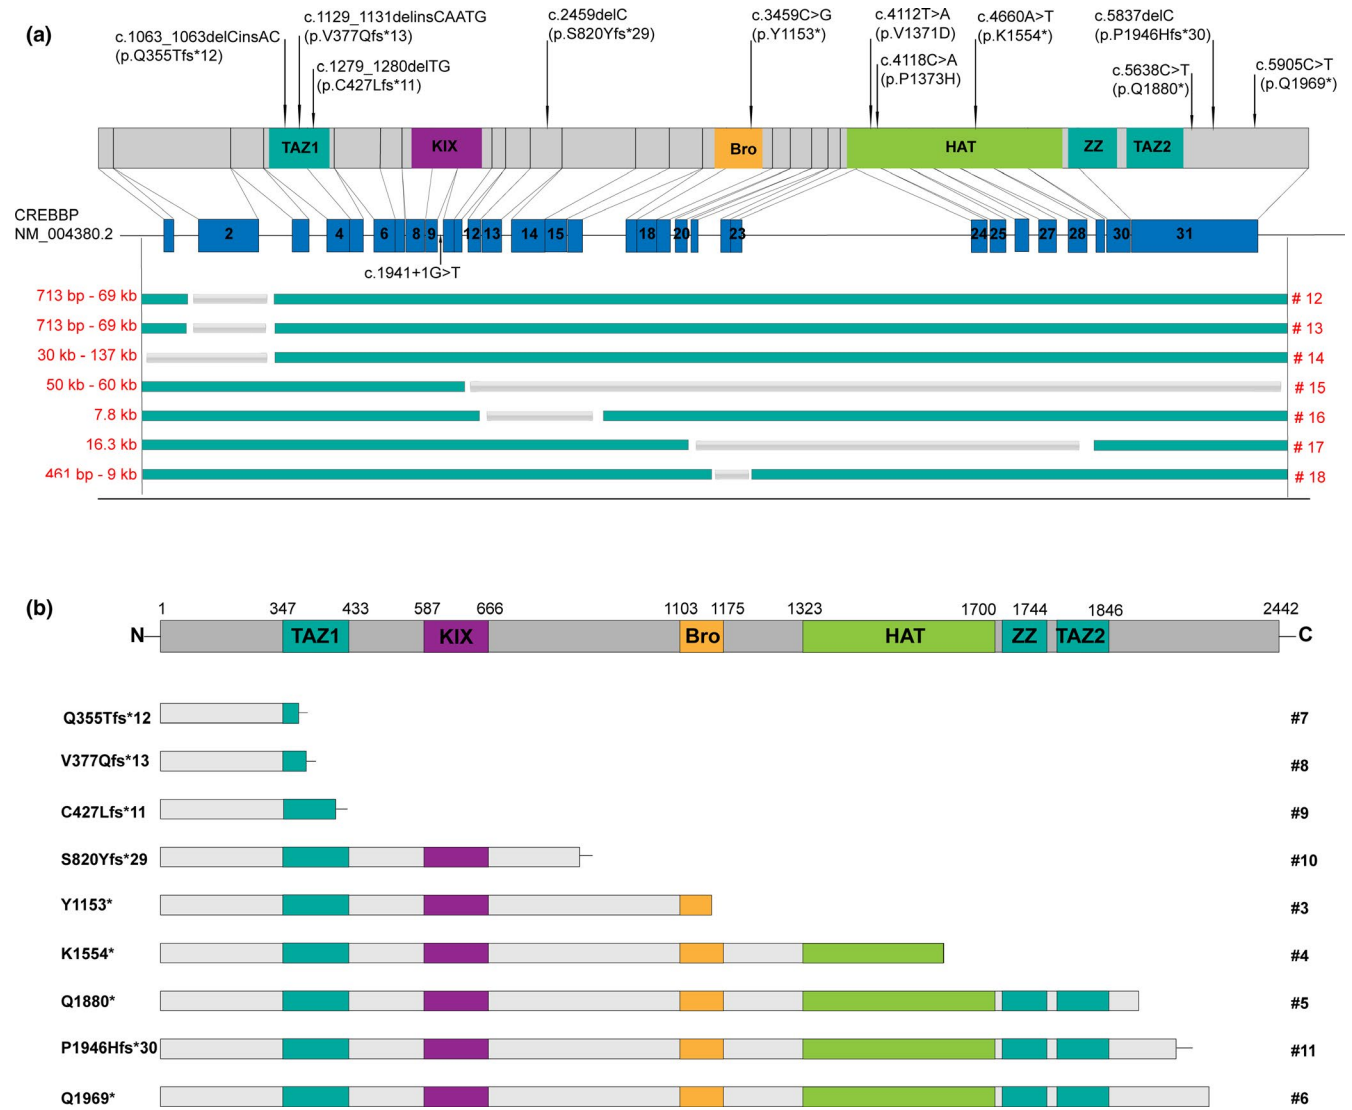 (a)
c.1063_1063delCinsAC
(p.Q355Tfs*12)
c.1129_1131delinsCAATG
(p.V377Qfs*13)
c.1279_1280delTG
(p.C427Lfs*11)
c.2459delC
(p.S820Yfs*29)
c.3459C>G
(p.Y1153*)
c.4112T>A
(p.V1371D)
c.4118C>A
(p.P1373H)
c.4660A>T
(p.K1554*)
c.5837delC
(p.P1946Hfs*30)
c.5638C>T
(p.Q1880*)
c.5905C>T
(p.Q1969*)
TAZ1 KIX Bro HAT ZZ TAZ2
CREBBP
NM_004380.2
2 4 6 8 9 12 13 14 15 18 20 23 24 25 27 28 30 31
c.1941+1G>T
713 bp - 69 kb # 12
713 bp - 69 kb # 13
30 kb - 137 kb # 14
50 kb - 60 kb # 15
7.8 kb # 16
16.3 kb # 17
461 bp - 9 kb # 18
(b)
1 347 433 587 666 1103 1175 1323 1700 1744 1846 2442
N TAZ1 KIX Bro HAT ZZ TAZ2 C
Q355Tfs*12 #7
V377Qfs*13 #8
C427Lfs*11 #9
S820Yfs*29 #10
Y1153* #3
K1554* #4
Q1880* #5
P1946Hfs*30 #11
Q1969* #6